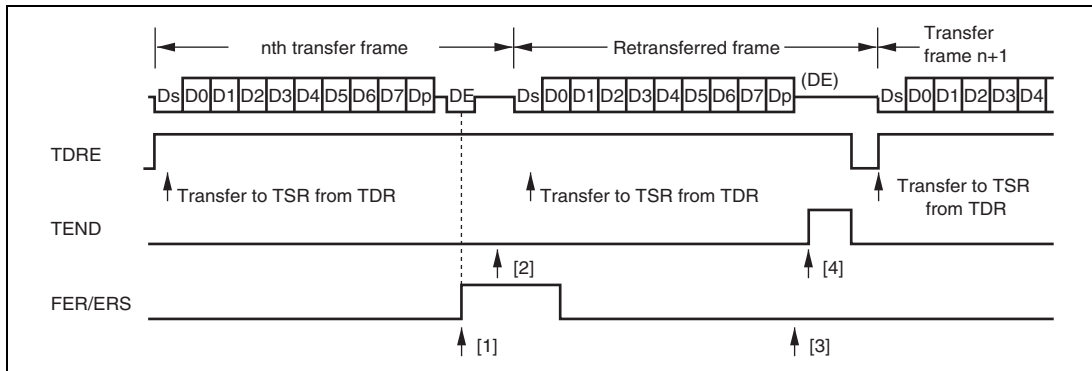 nth transfer frame
Retransferred frame
Transfer
frame n+1
Ds D0 D1 D2 D3 D4 D5 D6 D7 Dp DE
Ds D0 D1 D2 D3 D4 D5 D6 D7 Dp (DE)
Ds D0 D1 D2 D3 D4
TDRE
Transfer to TSR from TDR
Transfer to TSR from TDR
Transfer to TSR
from TDR
TEND
[2]
[4]
FER/ERS
[1]
[3]